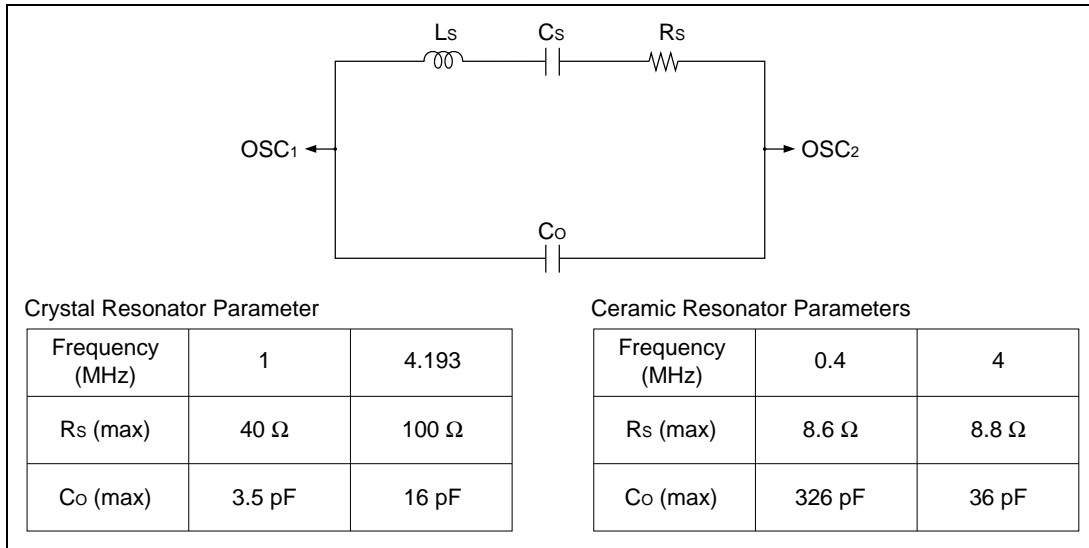 Ls Cs Rs
OSC1 OSC2
Co
Crystal Resonator Parameter
Frequency (MHz) 1 4.193
Rs (max) 40 Ω 100 Ω
Co (max) 3.5 pF 16 pF
Ceramic Resonator Parameters
Frequency (MHz) 0.4 4
Rs (max) 8.6 Ω 8.8 Ω
Co (max) 326 pF 36 pF